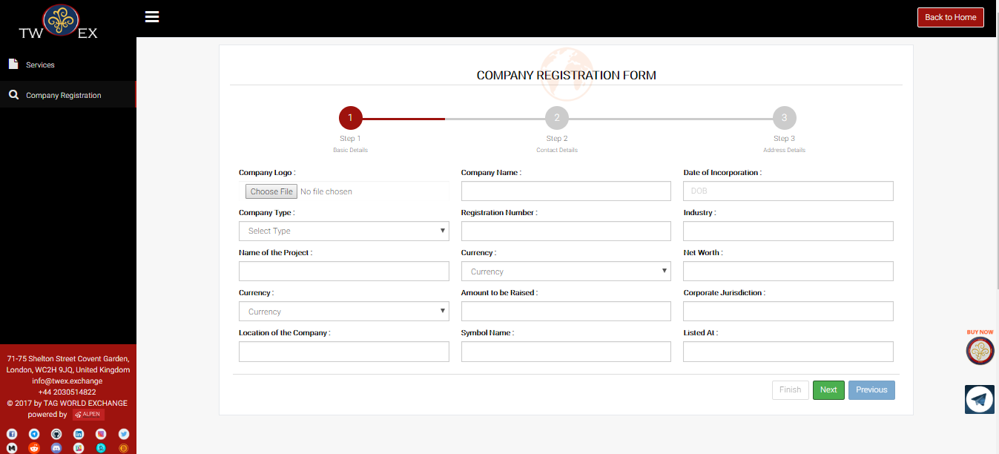 TW EX
Back to Home
Services
Company Registration
COMPANY REGISTRATION FORM
1 2 3
Step 1 Step 2 Step 3
Basic Details Contact Details Address Details
Company Logo : Company Name : Date of Incorporation :
Choose File No file chosen DOB
Company Type : Registration Number : Industry :
Select Type
Name of the Project : Currency : Net Worth :
Currency
Currency : Amount to be Raised : Corporate Jurisdiction :
Currency
Location of the Company : Symbol Name : Listed At :
Finish Next Previous
BUY NOW
71-75 Shelton Street Covent Garden,
London, WC2H 9JQ, United Kingdom
info@twex.exchange
+44 2030514822
© 2017 by TAG WORLD EXCHANGE
powered by ALPEN